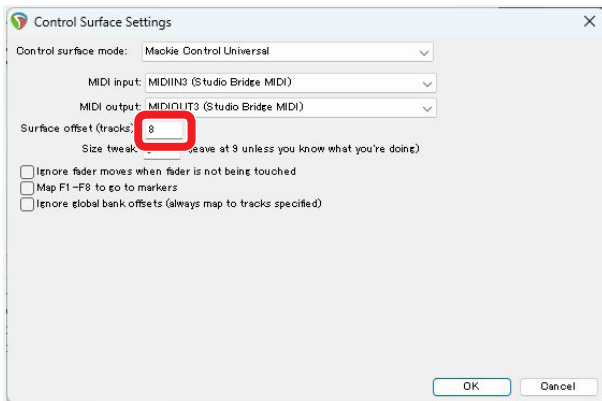 Control Surface Settings
Control surface mode: Mackie Control Universal
MIDI input: MIDIIN3 (Studio Bridge MIDI)
MIDI output: MIDIOUT3 (Studio Bridge MIDI)
Surface offset (tracks) 8
Size tweak eave at 9 unless you know what you're doing)
Ignore fader moves when fader is not being touched
Map F1-F8 to go to markers
Ignore global bank offsets (always map to tracks specified)
OK Cancel